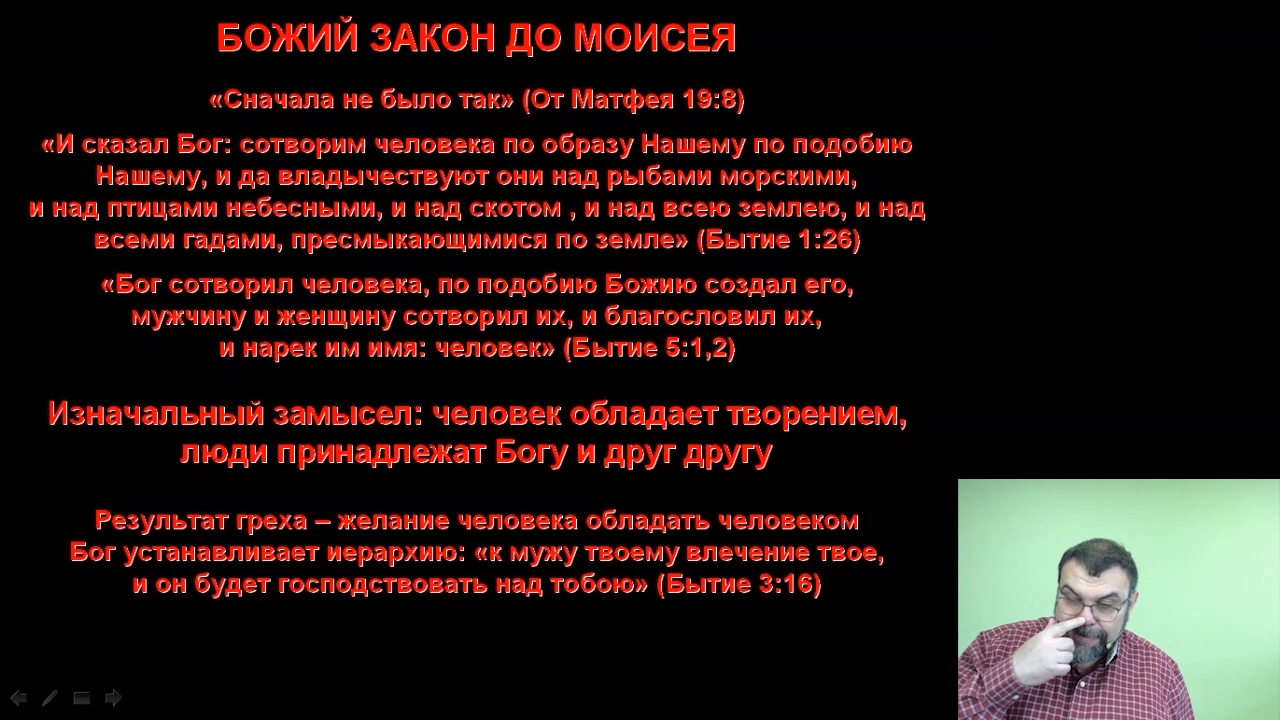 БОЖИЙ ЗАКОН ДО МОИСЕЯ
«Сначала не было так» (От Матфея 19:8)
«И сказал Бог: сотворим человека по образу Нашему по подобию
Нашему, и да владычествуют они над рыбами морскими,
и над птицами небесными, и над скотом , и над всею землею, и над
всеми гадами, пресмыкающимися по земле» (Бытие 1:26)
«Бог сотворил человека, по подобию Божию создал его,
мужчину и женщину сотворил их, и благословил их,
и нарек им имя: человек» (Бытие 5:1,2)
Изначальный замысел: человек обладает творением,
люди принадлежат Богу и друг другу
Результат греха – желание человека обладать человеком
Бог устанавливает иерархию: «к мужу твоему влечение твое,
и он будет господствовать над тобою» (Бытие 3:16)